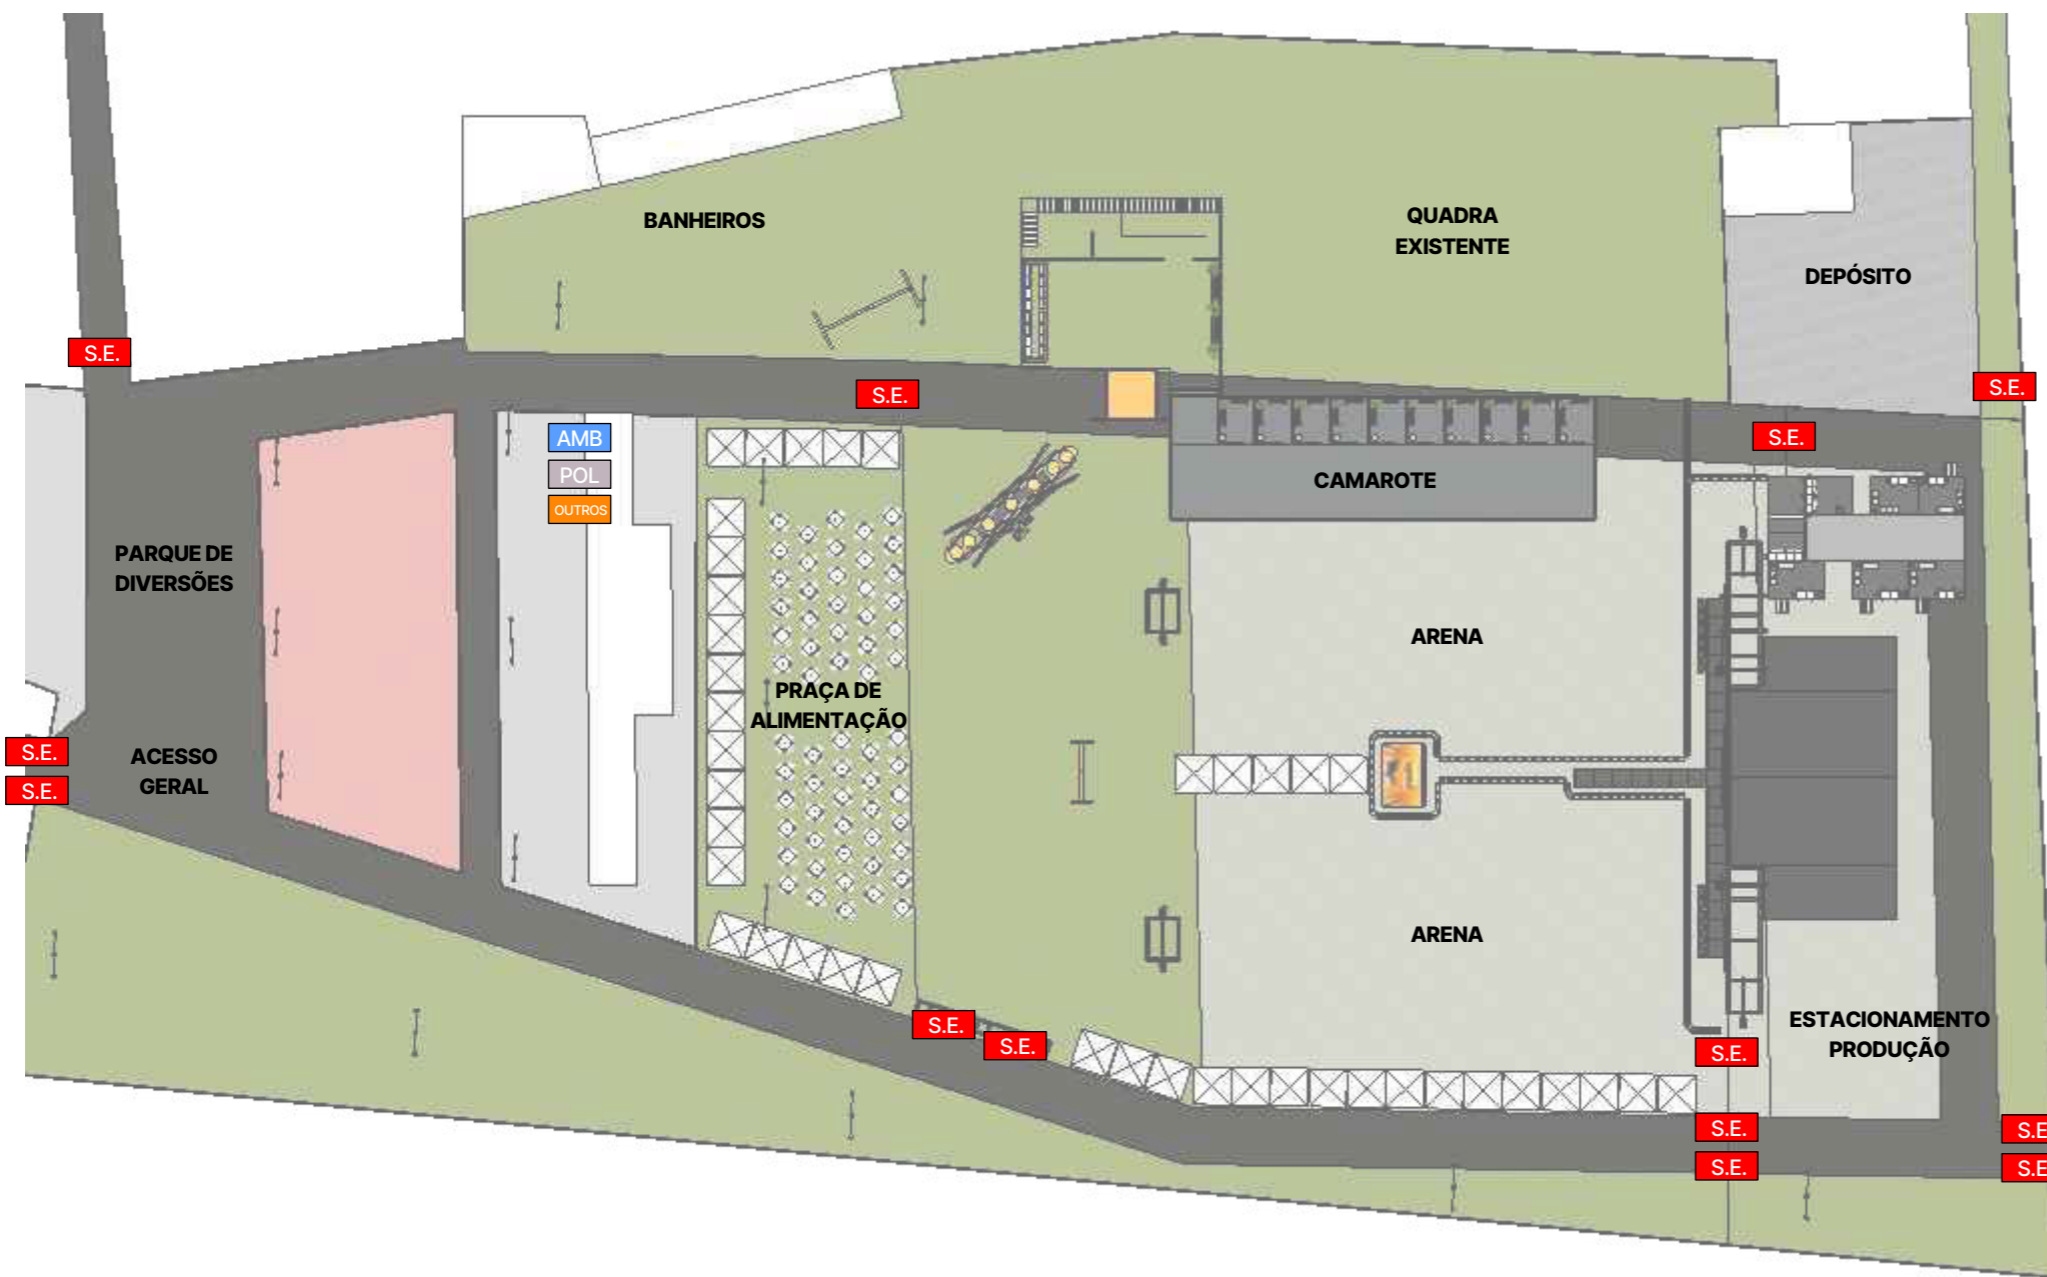 BANHEIROS
QUADRA
EXISTENTE
DEPÓSITO
S.E.
S.E.
S.E.
S.E.
AMB
POL
OUTROS
CAMAROTE
PARQUE DE
DIVERSÕES
ARENA
PRAÇA DE
ALIMENTAÇÃO
S.E.
S.E.
ACESSO
GERAL
ARENA
S.E.
S.E.
ESTACIONAMENTO
PRODUÇÃO
S.E.
S.E.
S.E.
S.E
S.E